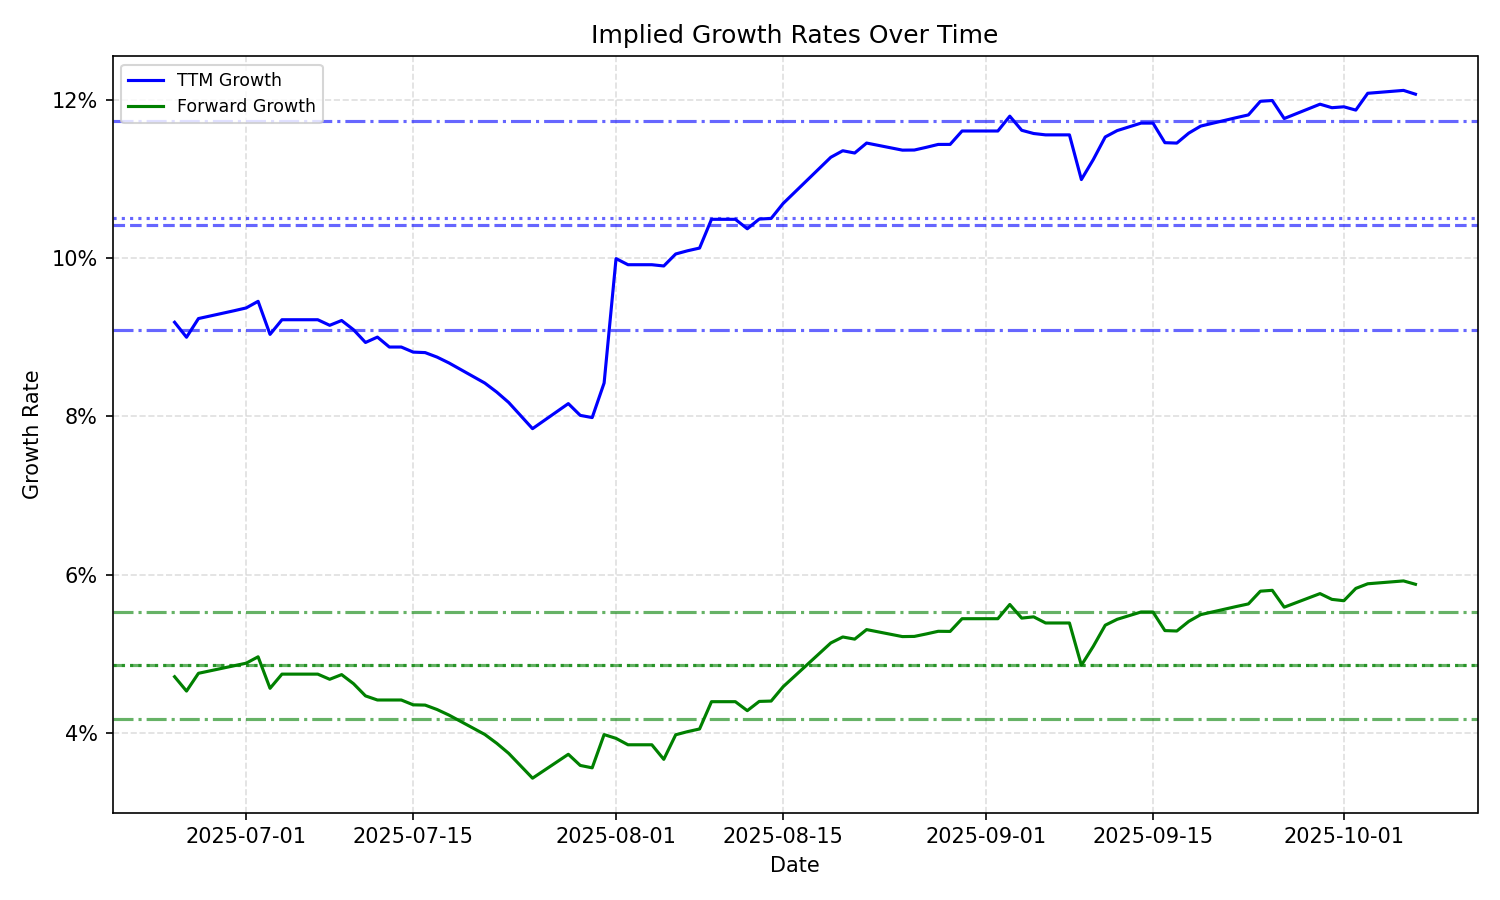 Implied Growth Rates Over Time
TTM Growth
Forward Growth
12%
10%
8%
6%
4%
Growth Rate
2025-07-01
2025-07-15
2025-08-01
2025-08-15
2025-09-01
2025-09-15
2025-10-01
Date